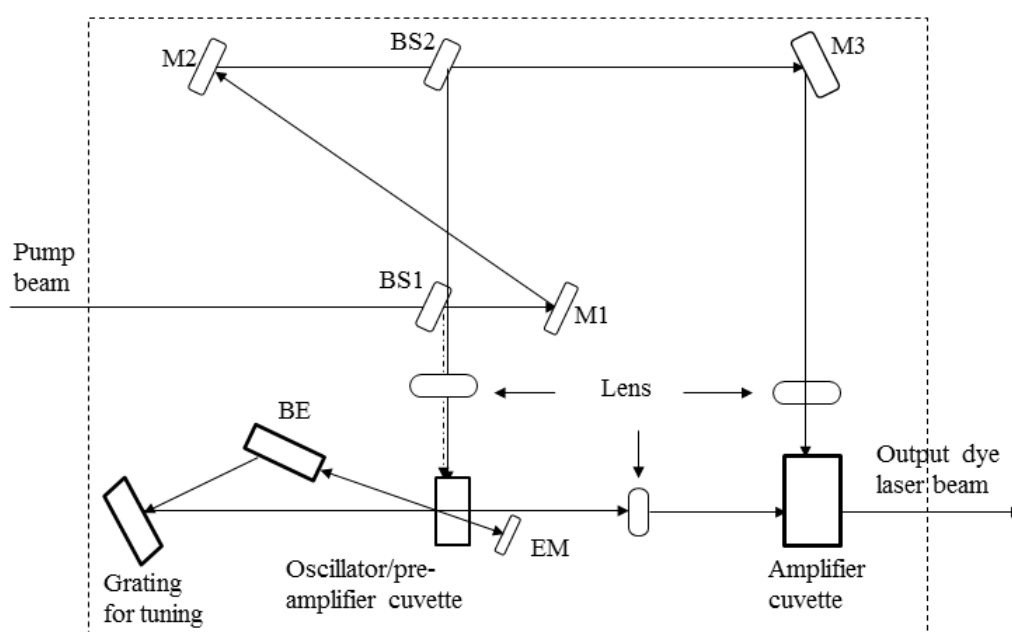 BS2
M2
M3
Pump
beam
BS1
M1
Lens
BE
Output dye
laser beam
EM
Grating
for tuning
Oscillator/pre-
amplifier cuvette
Amplifier
cuvette